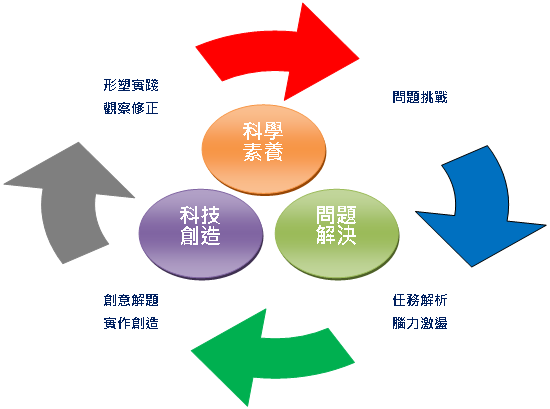 形塑實踐
觀察修正
問題挑戰
科學
素養
科技
創造
問題
解決
創意解題
實作創造
任務解析
腦力激盪